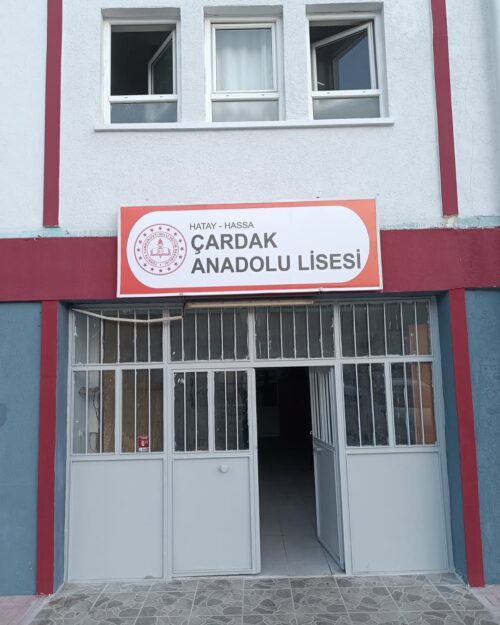 HATAY - HASSA
ÇARDAK
ANADOLU LİSESİ